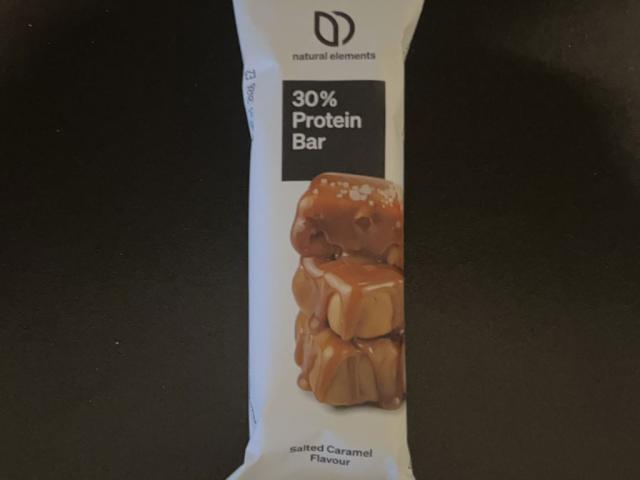 natural elements
30%
Protein
Bar
Salted Caramel
Flavour